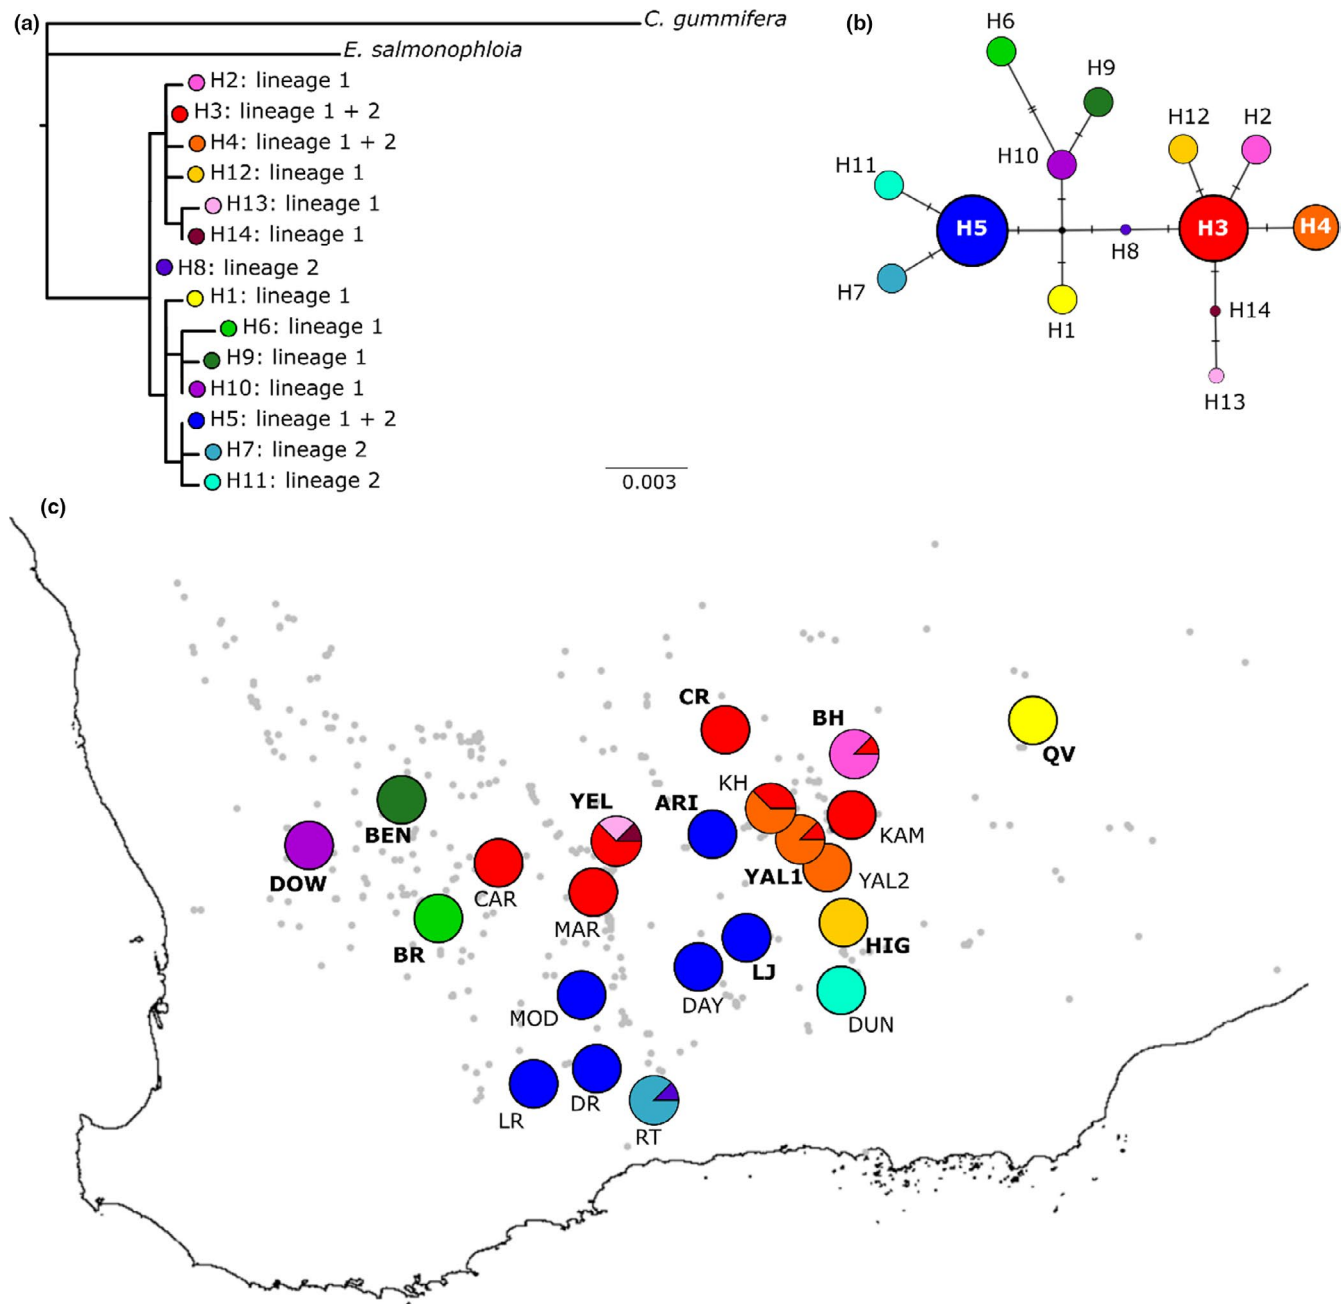 (a)
C. gummifera
E. salmonophloia
H2: lineage 1
H3: lineage 1 + 2
H4: lineage 1 + 2
H12: lineage 1
H13: lineage 1
H14: lineage 1
H8: lineage 2
H1: lineage 1
H6: lineage 1
H9: lineage 1
H10: lineage 1
H5: lineage 1 + 2
H7: lineage 2
H11: lineage 2
0.003
(b)
H6
H9
H12
H2
H10
H11
H5
H3
H4
H8
H7
H1
H14
H13
(c)
CR
BH
QV
KH
YEL
ARI
BEN
KAM
DOW
YAL1
YAL2
CAR
MAR
BR
HIG
LJ
DAY
MOD
DUN
DR
LR
RT